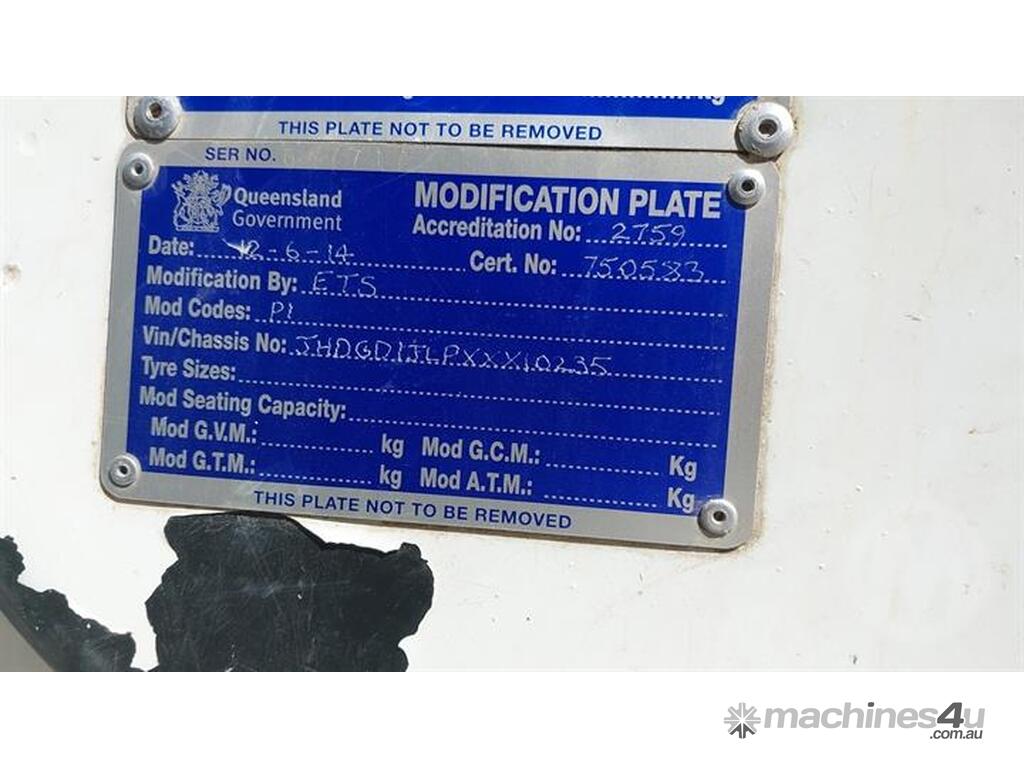 kg
THIS PLATE NOT TO BE REMOVED
SER NO.
Queensland Government
MODIFICATION PLATE
Accreditation No: 2759
Date: 12-6-14
Cert. No: 750583
Modification By: ETS
Mod Codes: P1
Vin/Chassis No: JHDGD1JLPXXX10235
Tyre Sizes:
Mod Seating Capacity:
Mod G.V.M.: kg Mod G.C.M.: Kg
Mod G.T.M.: kg Mod A.T.M.: Kg
THIS PLATE NOT TO BE REMOVED
machines4u
.com.au